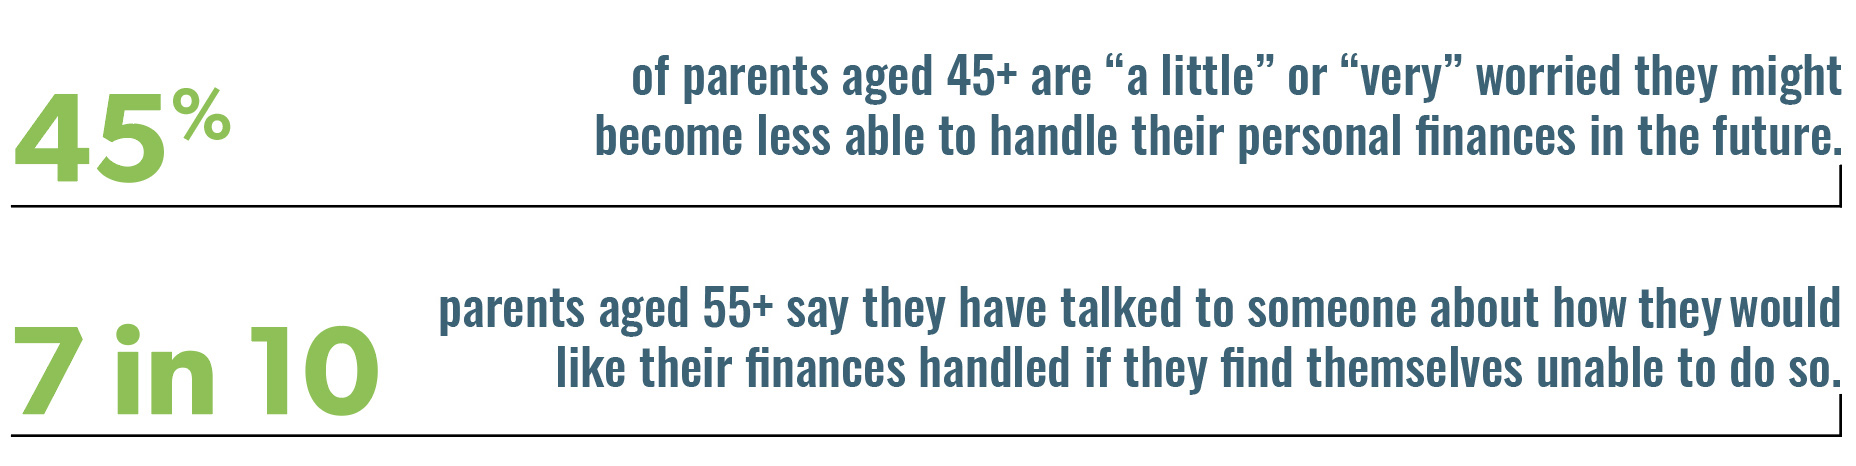 45%
of parents aged 45+ are “a little” or “very” worried they might
become less able to handle their personal finances in the future.
7 in 10
parents aged 55+ say they have talked to someone about how they would
like their finances handled if they find themselves unable to do so.